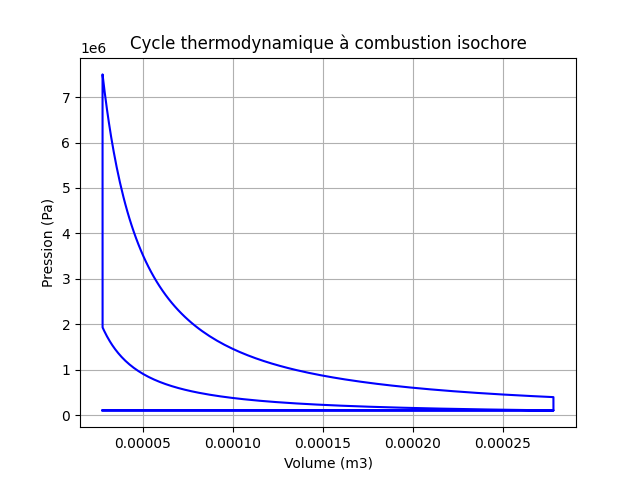 Cycle thermodynamique à combustion isochore
1e6
7
6
5
4
3
2
1
0
Pression (Pa)
0.00005 0.00010 0.00015 0.00020 0.00025
Volume (m3)